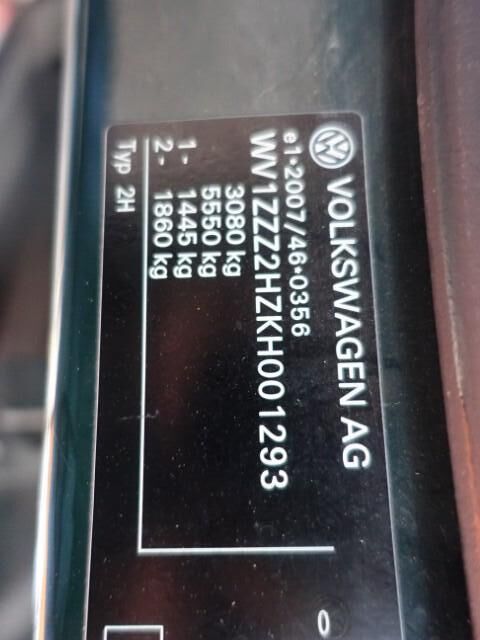 VOLKSWAGEN AG
e1*2007/46*0356
WV1ZZZ2HZKH001293
3080 kg
5550 kg
1- 1445 kg
2- 1860 kg
Typ 2H
0